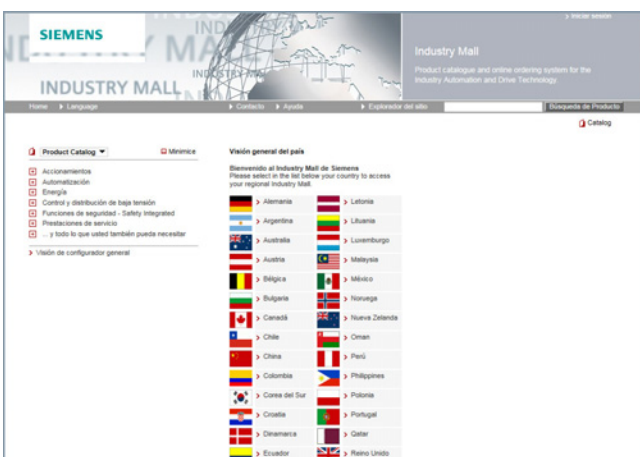 > Iniciar sesión
SIEMENS
INDUSTRY MALL
Industry Mall
Product catalogue and online ordering system for the
Industry Automation and Drive Technology.
Home > Language > Contacto > Ayuda > Explorador del sitio Búsqueda de Producto
Catalog
Product Catalog Minimice
Accionamientos
Automatización
Energía
Control y distribución de baja tensión
Funciones de seguridad - Safety Integrated
Prestaciones de servicio
... y todo lo que usted también puede necesitar
> Visión de configurador general
Visión general del país
Bienvenido al Industry Mall de Siemens
Please select in the list below your country to access
your regional Industry Mall.
> Alemania > Letonia
> Argentina > Lituania
> Australia > Luxemburgo
> Austria > Malaysia
> Bélgica > México
> Bulgaria > Noruega
> Canadá > Nueva Zelanda
> Chile > Oman
> China > Perú
> Colombia > Philippines
> Corea del Sur > Polonia
> Croatia > Portugal
> Dinamarca > Qatar
> Ecuador > Reino Unido